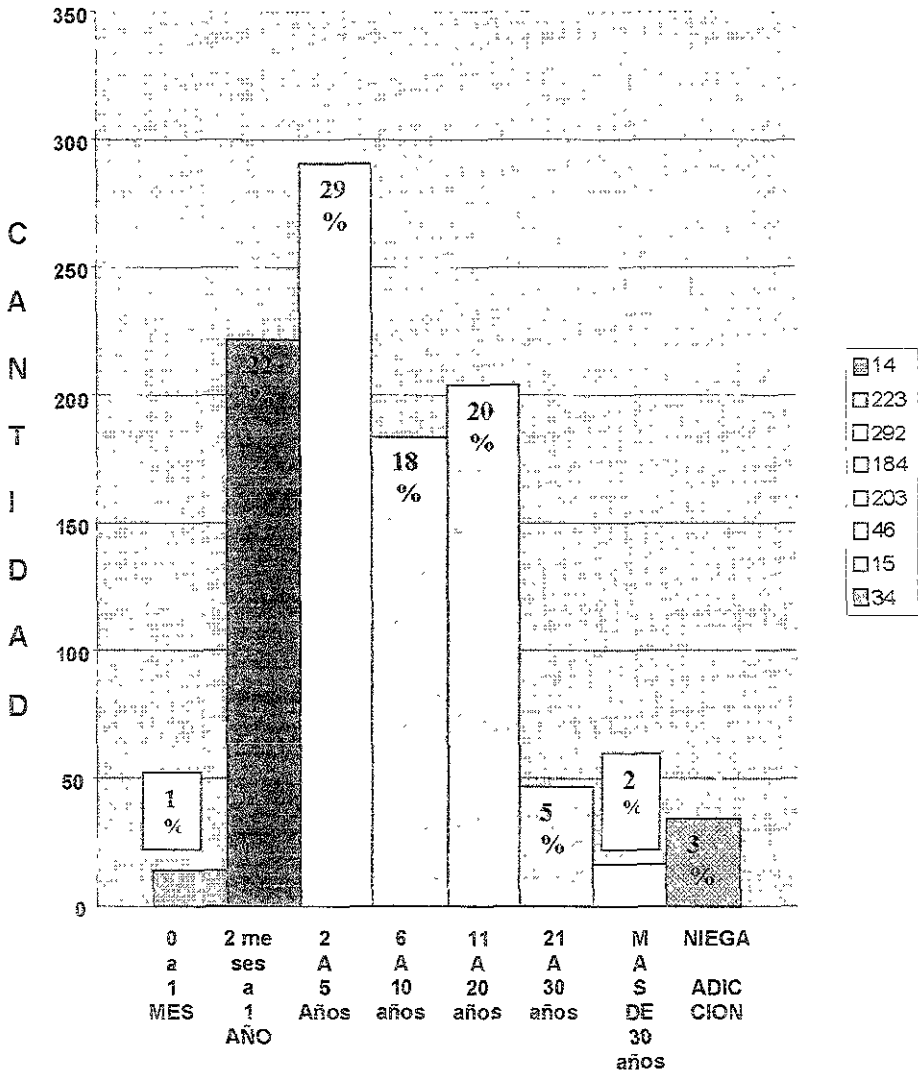 350
300
250
200
150
100
50
0
C
A
N
T
I
D
A
D
1
%
22
29
%
18
%
20
%
5
%
2
%
3
%
0
a
1
MES
2 me
ses
a
1
AÑO
2
A
5
Años
6
A
10
años
11
A
20
años
21
A
30
años
M
A
S
DE
30
años
NIEGA
ADIC
CION
14
223
292
184
203
46
15
34